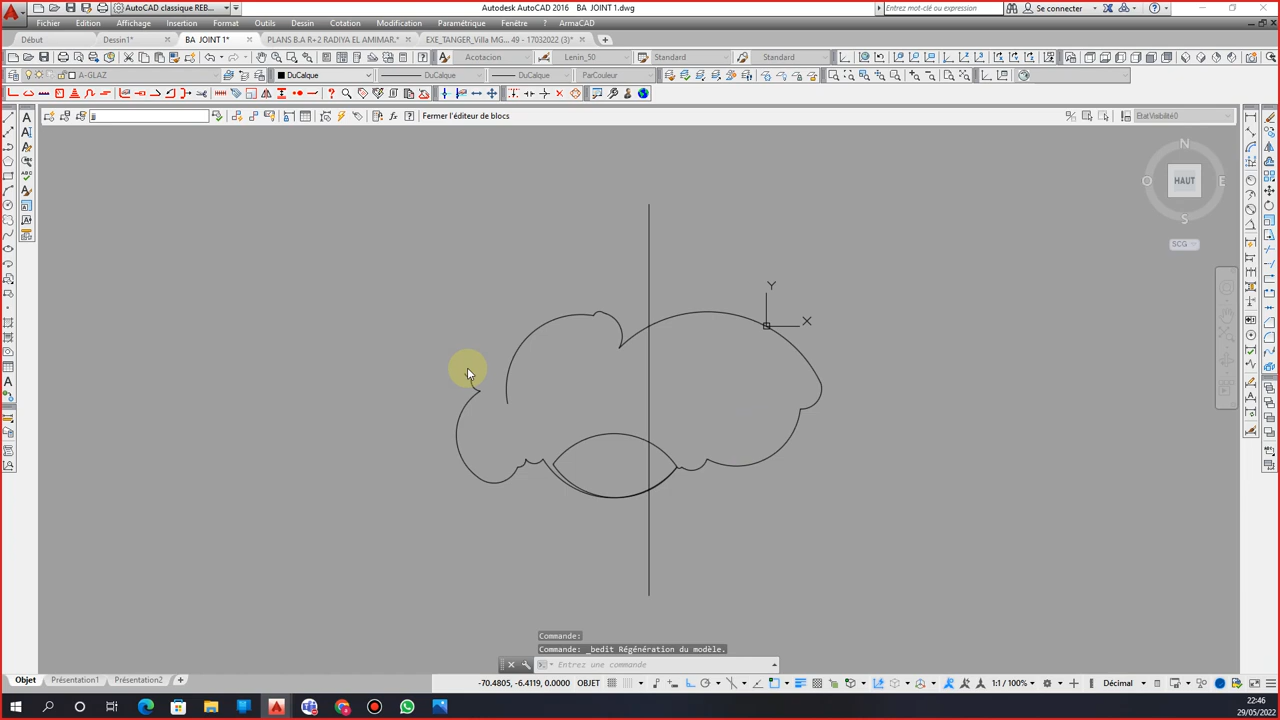 AutoCAD classique REB...
Autodesk AutoCAD 2016 BA JOINT 1.dwg
Entrez mot-clé ou expression
Se connecter
Fichier Edition Affichage Insertion Format Outils Dessin Cotation Modification Paramétrique Fenêtre ? ArmaCAD
Début Dessin1* BA JOINT 1* PLANS B.A R+2 RADIYA EL AMIMAR.* EXE_TANGER_Villa MG... 49 - 17032022 (3)*
Acotacion Lenin_50 Standard Standard
A-GLAZ DuCalque DuCalque DuCalque ParCouleur
jjj Fermer l'éditeur de blocs EtatVisibilité0
N
O HAUT E
S
SCG
Y
X
Commande:
Commande: _bedit Régénération du modèle.
Entrez une commande
Objet Présentation1 Présentation2 +
-70.4805, -6.4119, 0.0000 OBJET 1:1 / 100% Décimal
22:46
29/05/2022